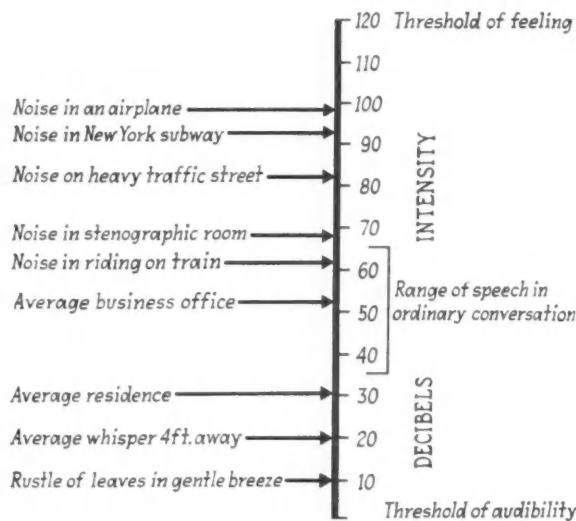 120 Threshold of feeling
110
Noise in an airplane
100
Noise in New York subway
90
Noise on heavy traffic street
80
INTENSITY
70
Noise in stenographic room
Noise in riding on train
60
Average business office
Range of speech in
ordinary conversation
50
40
Average residence
30
DECIBELS
Average whisper 4ft. away
20
Rustle of leaves in gentle breeze
10
Threshold of audibility